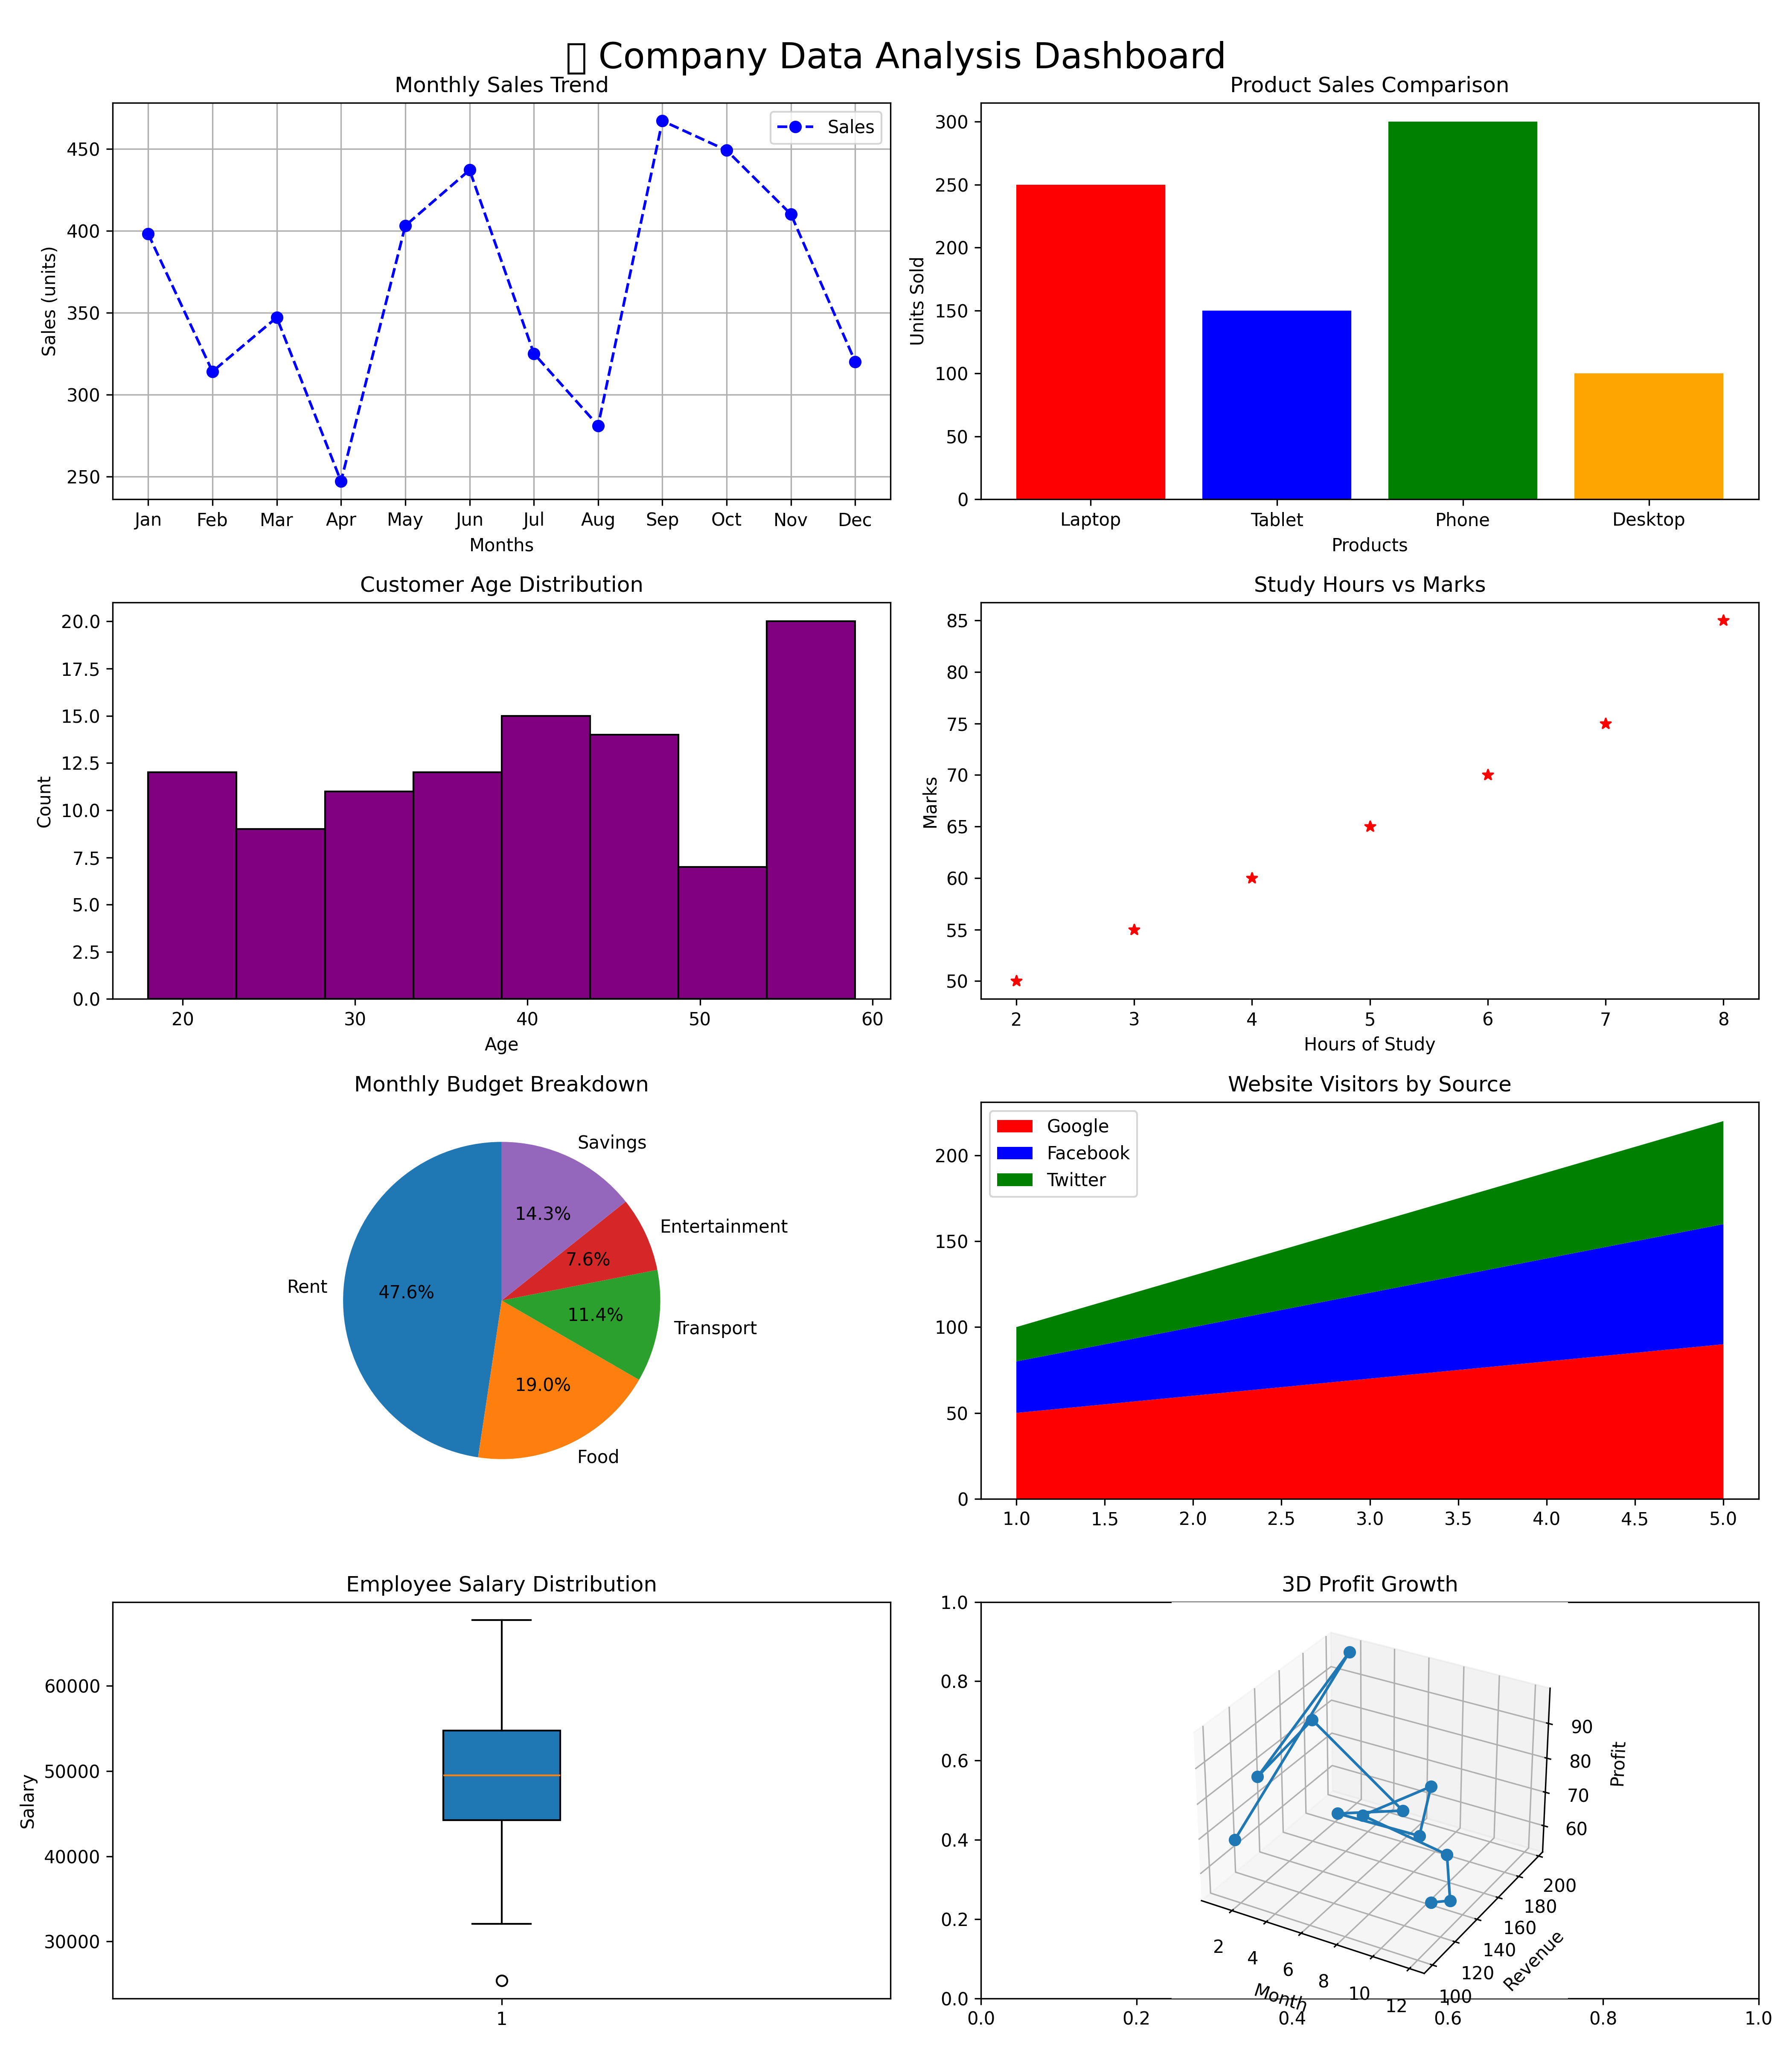 Company Data Analysis Dashboard
Monthly Sales Trend
Sales
450
400
350
300
250
Sales (units)
Jan Feb Mar Apr May Jun Jul Aug Sep Oct Nov Dec
Months
Product Sales Comparison
300
250
200
150
100
50
0
Units Sold
Laptop Tablet Phone Desktop
Products
Customer Age Distribution
20.0
17.5
15.0
12.5
10.0
7.5
5.0
2.5
0.0
Count
20 30 40 50 60
Age
Study Hours vs Marks
85
80
75
70
65
60
55
50
Marks
2 3 4 5 6 7 8
Hours of Study
Monthly Budget Breakdown
Savings
14.3%
Entertainment
7.6%
Rent
47.6%
11.4%
Transport
19.0%
Food
Website Visitors by Source
Google
Facebook
Twitter
200
150
100
50
0
1.0 1.5 2.0 2.5 3.0 3.5 4.0 4.5 5.0
Employee Salary Distribution
60000
50000
40000
30000
Salary
1
3D Profit Growth
1.0
0.8
0.6
0.4
0.2
0.0
0.0 0.2 0.4 0.6 0.8 1.0
90
80
70
60
Profit
200
180
160
140
120
100
Revenue
2 4 6 8 10 12
Month